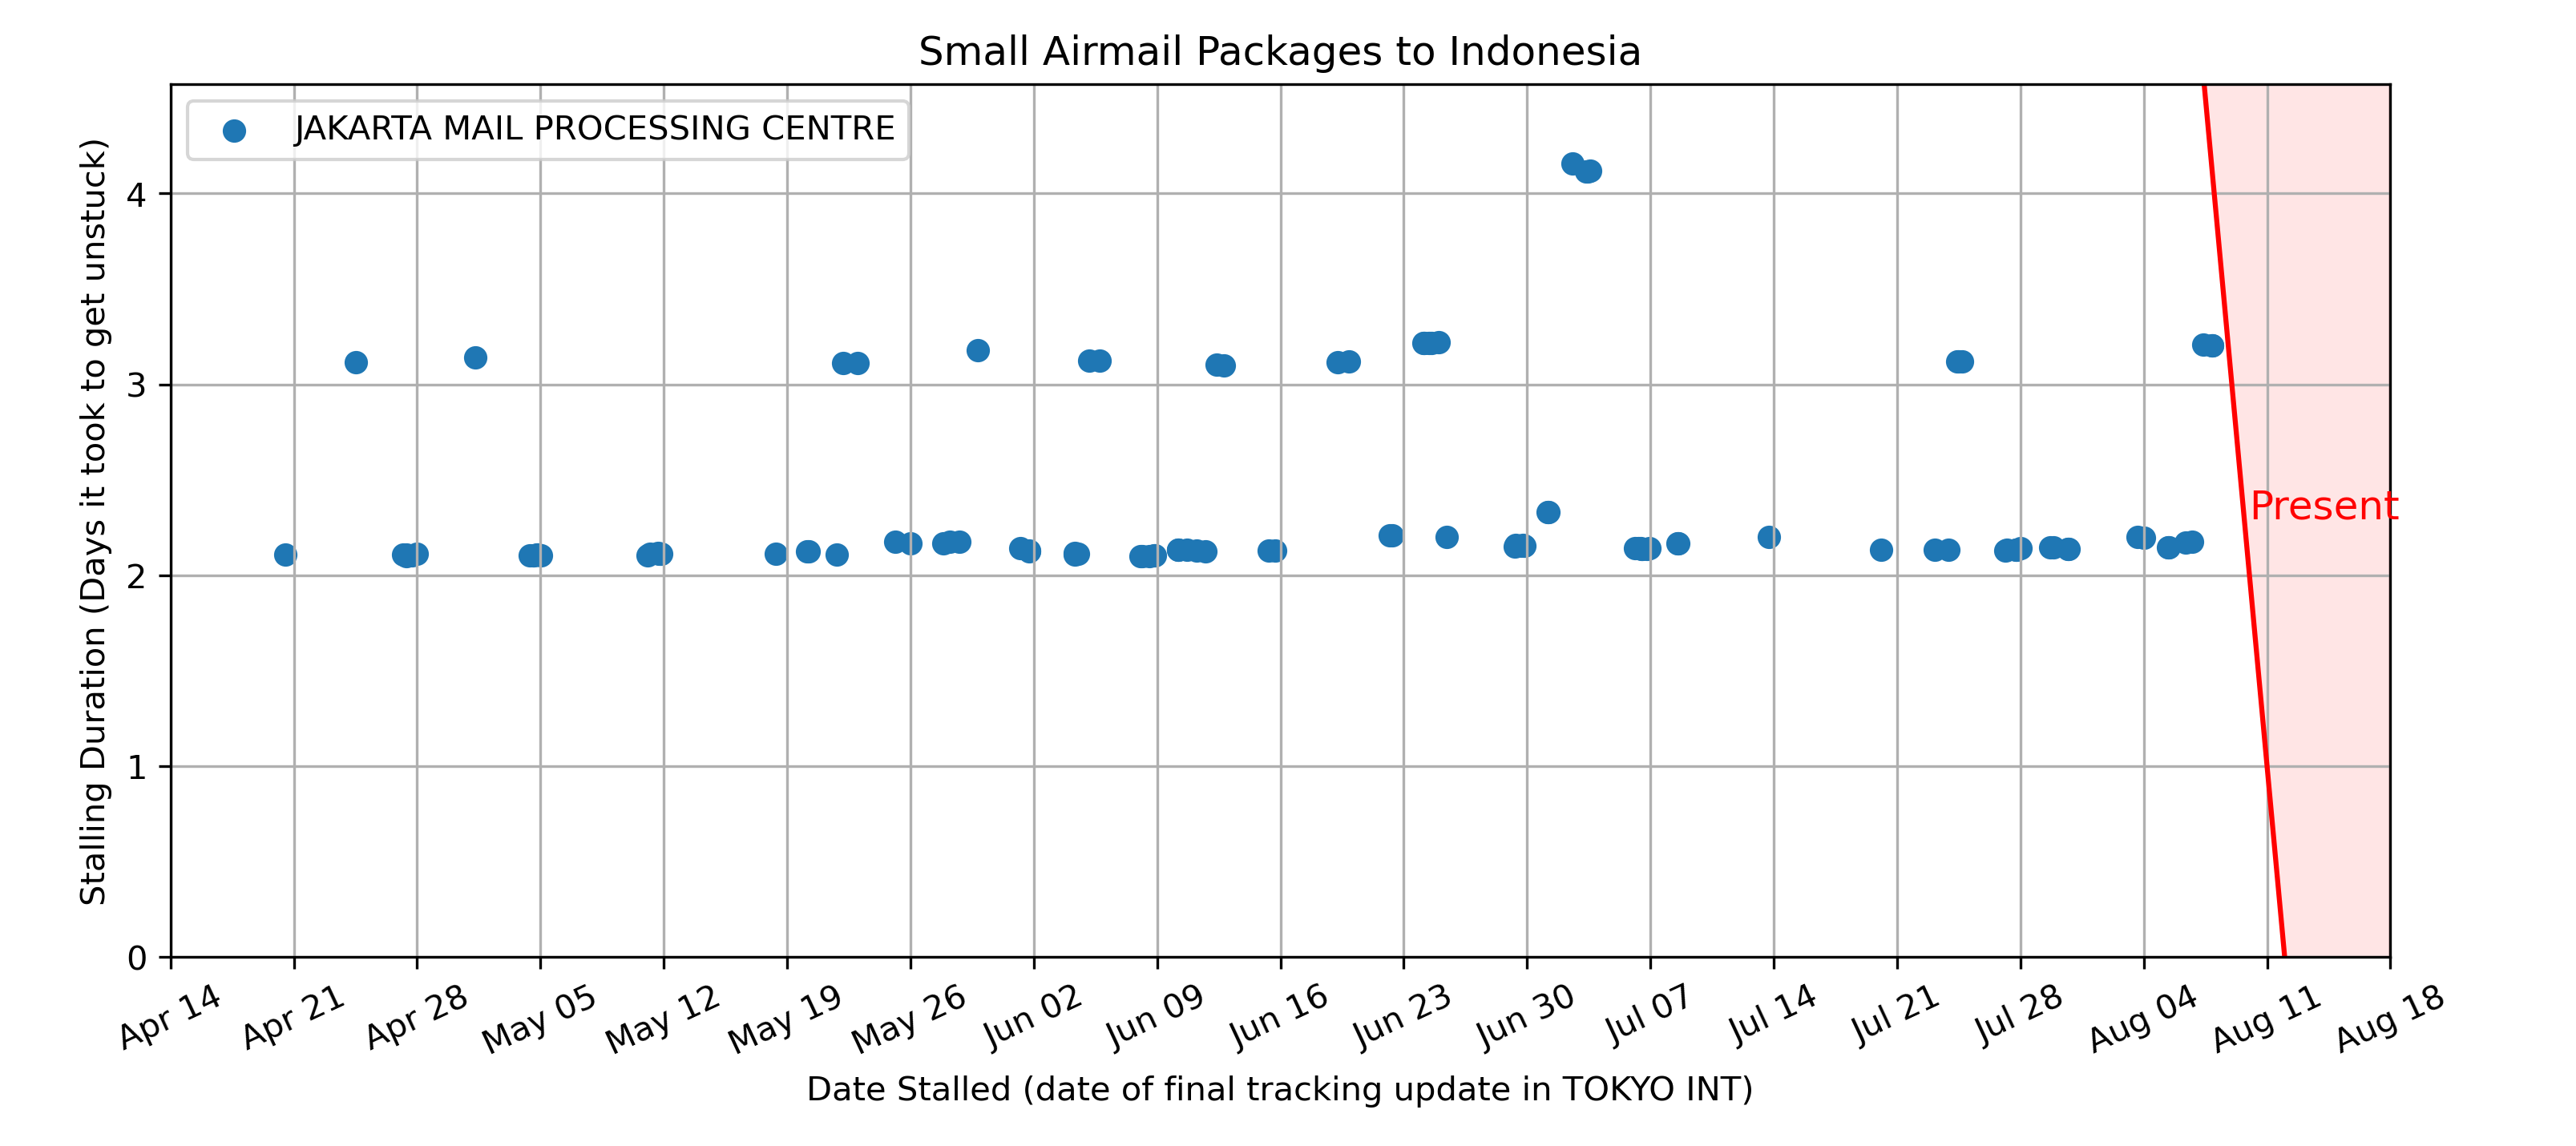 Small Airmail Packages to Indonesia
JAKARTA MAIL PROCESSING CENTRE
Stalling Duration (Days it took to get unstuck)
4
3
2
1
0
Present
Apr 14
Apr 21
Apr 28
May 05
May 12
May 19
May 26
Jun 02
Jun 09
Jun 16
Jun 23
Jun 30
Jul 07
Jul 14
Jul 21
Jul 28
Aug 04
Aug 11
Aug 18
Date Stalled (date of final tracking update in TOKYO INT)